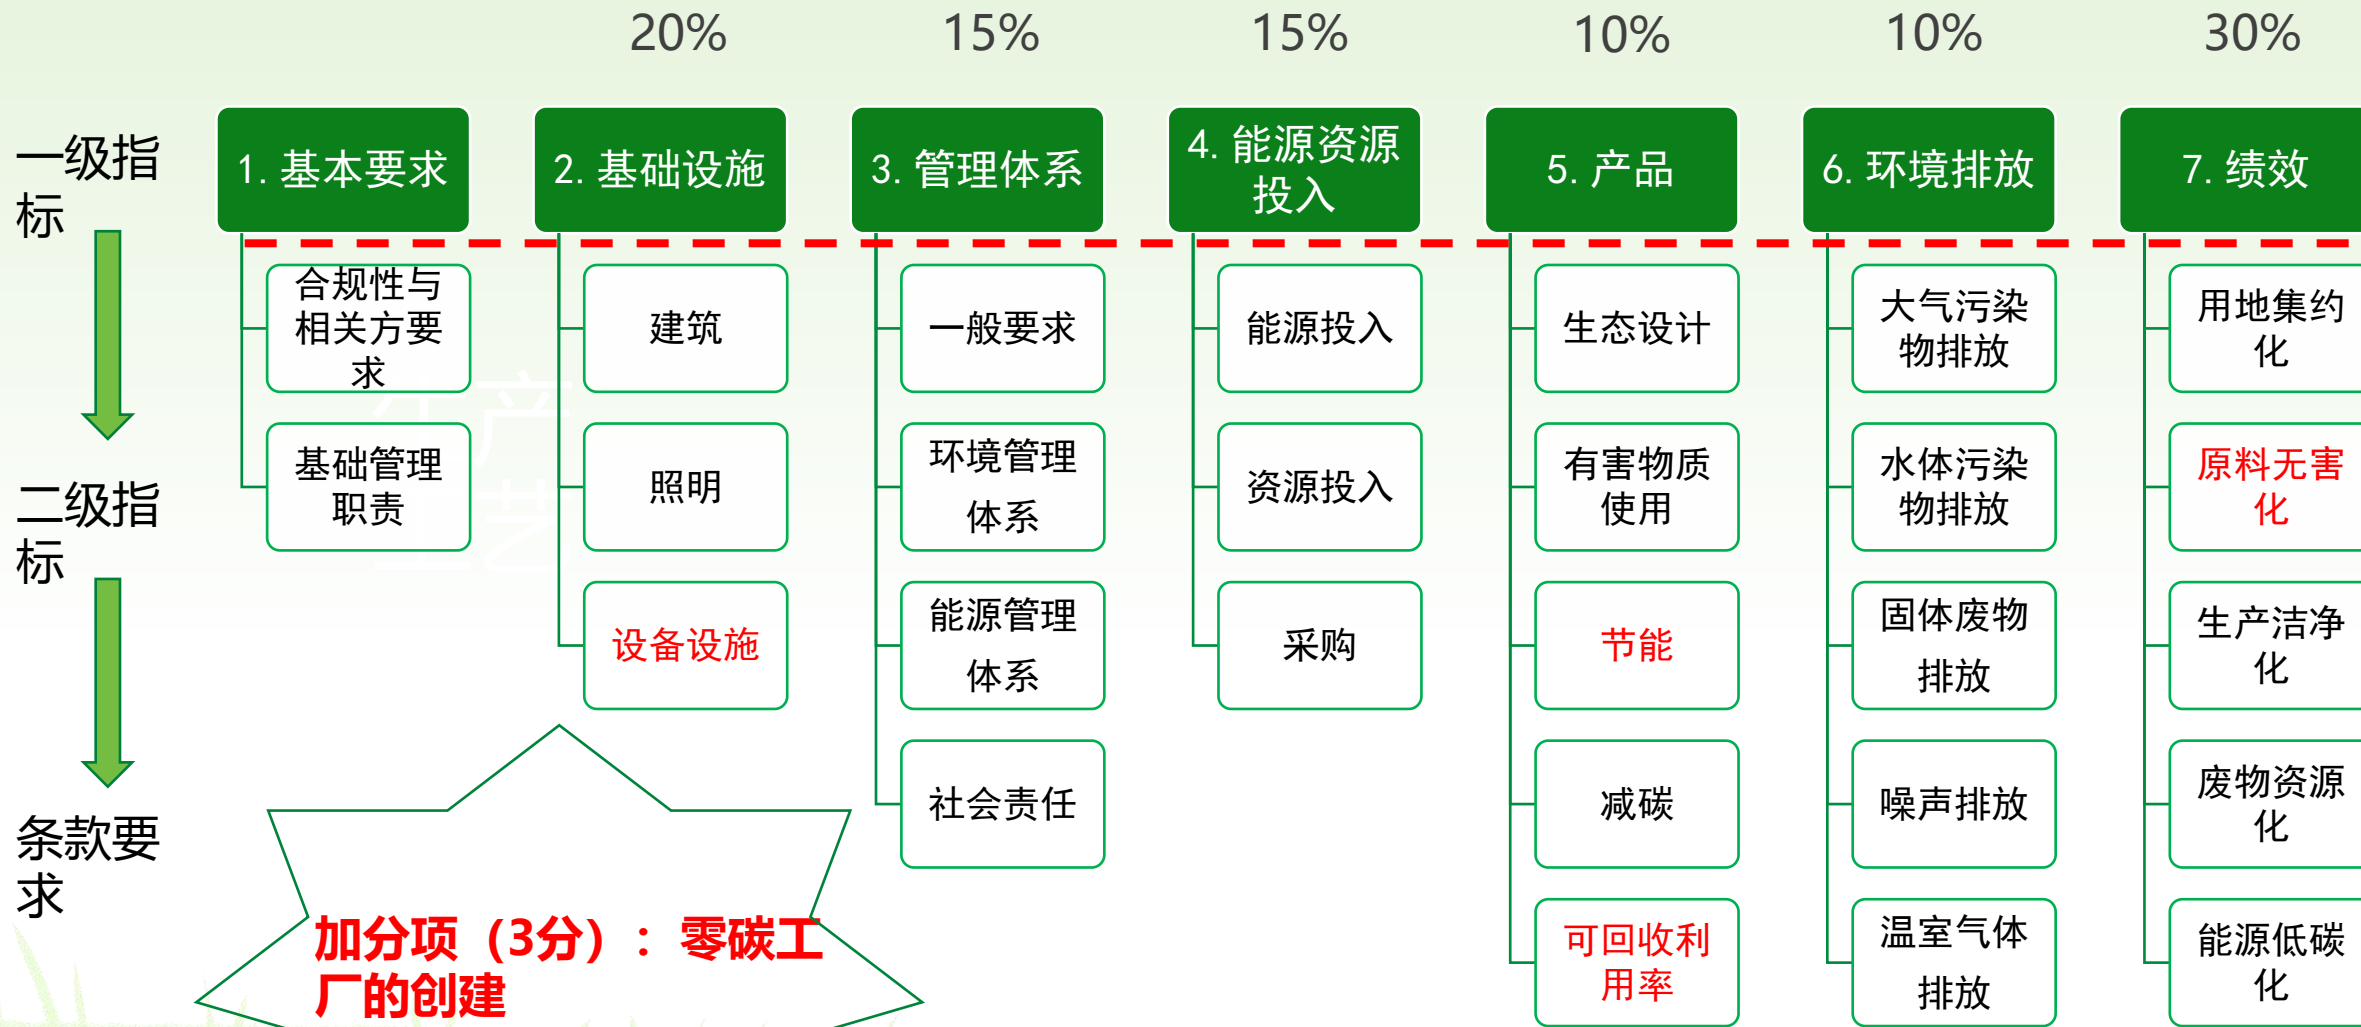 20%
15%
15%
10%
10%
30%
一级指
标
二级指
标
条款要
求
1. 基本要求
合规性与
相关方要
求
基础管理
职责
2. 基础设施
建筑
照明
设备设施
3. 管理体系
一般要求
环境管理
体系
能源管理
体系
社会责任
4. 能源资源
投入
能源投入
资源投入
采购
5. 产品
生态设计
有害物质
使用
节能
减碳
可回收利
用率
6. 环境排放
大气污染
物排放
水体污染
物排放
固体废物
排放
噪声排放
温室气体
排放
7. 绩效
用地集约
化
原料无害
化
生产洁净
化
废物资源
化
能源低碳
化
加分项（3分）：零碳工
厂的创建